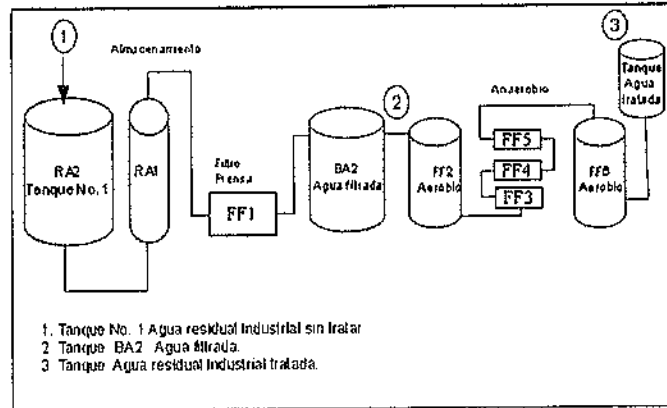 1
Almacenamiento
RA2
Tanque No. 1
RA1
Filtro
Prensa
FF1
BA2
Agua filtrada
2
FF2
Aerobio
Anaerobio
FF5
FF4
FF3
FF6
Aerobio
3
Tanque
Agua
tratada
1. Tanque No. 1 Agua residual Industrial sin tratar
2 Tanque BA2 Agua filtrada.
3 Tanque Agua residual Industrial tratada.